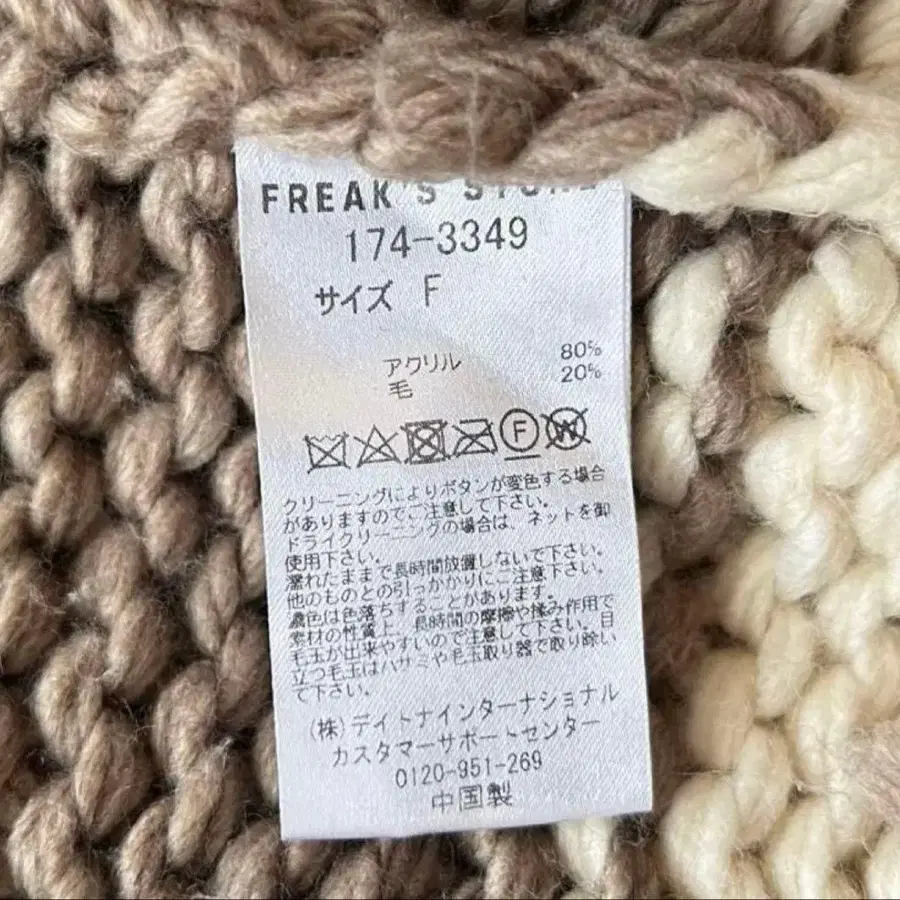 FREAK'S STORE
174-3349
サイズ F
アクリル 80%
毛 20%
F W
クリーニングによりボタンが変色する場合
がありますのでご注意して下さい。
ドライクリーニングの場合は、ネットを御
使用下さい。
濡れたままで長時間放置しないで下さい。
他のものとの引っかかりにご注意下さい。
濃色は色落ちすることがあります。
素材の性質上、長時間の摩擦や揉み作用で
毛玉が出来やすいので注意して下さい。目
立つ毛玉はハサミや毛玉取り器で取り除い
て下さい。
(株)デイトナインターナショナル
カスタマーサポートセンター
0120-951-269
中国製